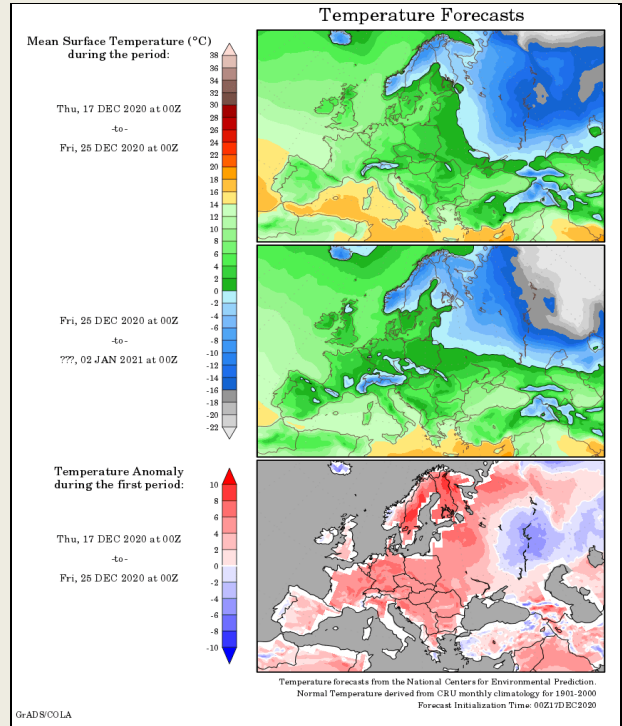 Temperature Forecasts
Mean Surface Temperature (°C)
during the period:
Thu, 17 DEC 2020 at 00Z
-to-
Fri, 25 DEC 2020 at 00Z
38
36
34
32
30
28
26
24
22
20
18
16
14
12
10
8
6
4
2
0
-2
-4
-6
-8
-10
-12
-14
-16
-18
-20
-22
Fri, 25 DEC 2020 at 00Z
-to-
???, 02 JAN 2021 at 00Z
Temperature Anomaly
during the first period:
Thu, 17 DEC 2020 at 00Z
-to-
Fri, 25 DEC 2020 at 00Z
10
8
6
4
2
0
-2
-4
-6
-8
-10
Temperature forecasts from the National Centers for Environmental Prediction.
Normal Temperature derived from CRU monthly climatology for 1901-2000
Forecast Initialization Time: 00Z17DEC2020
GrADS/COLA